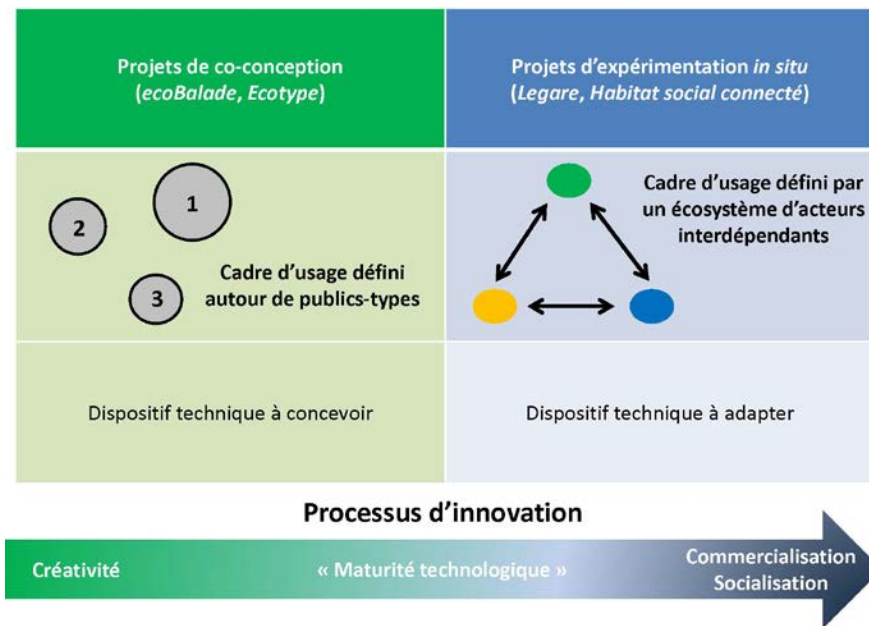 Projets de co-conception
(ecoBalade, Ecotype)
Projets d'expérimentation in situ
(Legare, Habitat social connecté)
1
2
3
Cadre d'usage défini
autour de publics-types
Cadre d'usage défini par
un écosystème d'acteurs
interdépendants
Dispositif technique à concevoir
Dispositif technique à adapter
Processus d'innovation
Créativité
« Maturité technologique »
Commercialisation
Socialisation